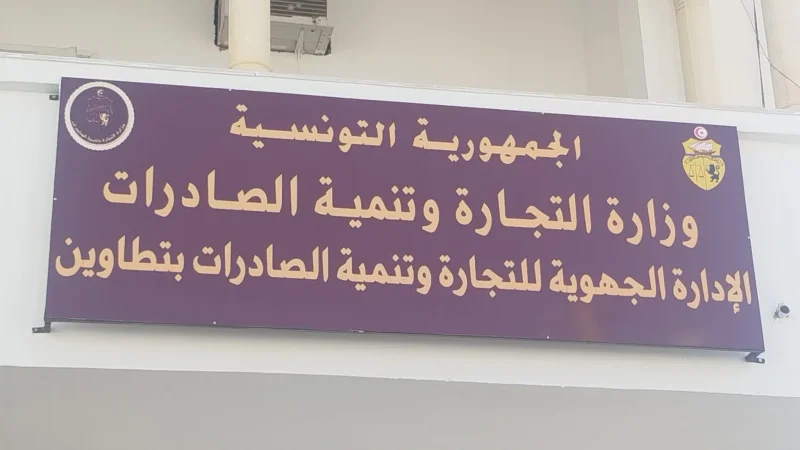 الجمهورية التونسية
وزارة التجارة وتنمية الصادرات
الإدارة الجهوية للتجارة وتنمية الصادرات بتطاوين